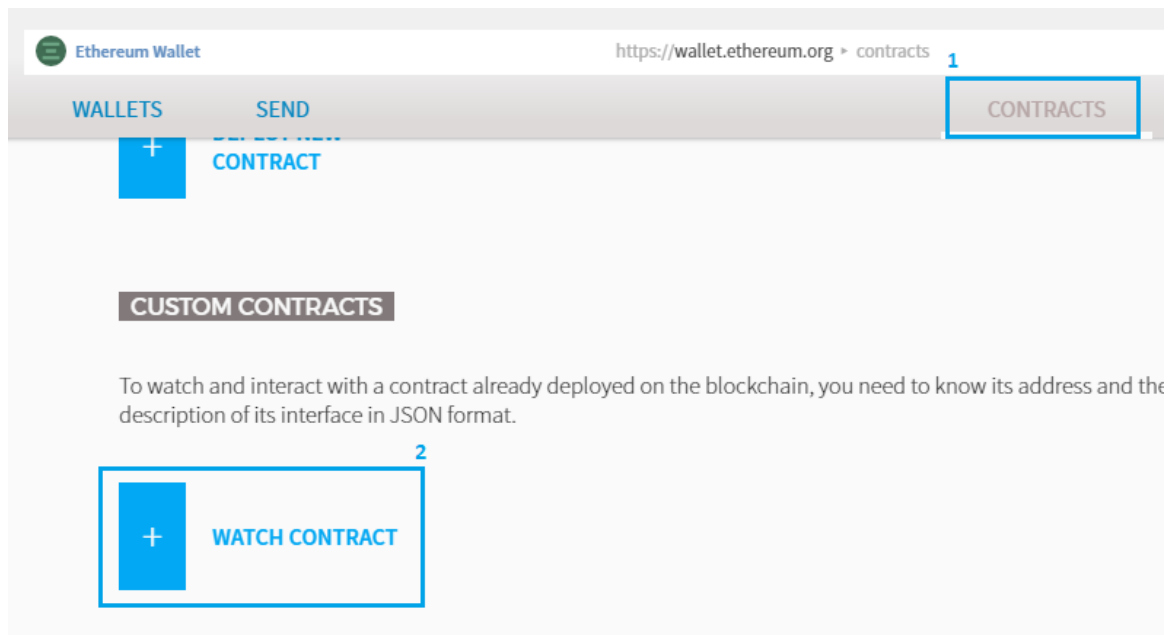 Ethereum Wallet
https://wallet.ethereum.org ▸ contracts
1
WALLETS SEND CONTRACTS
+ DEPLOY NEW
CONTRACT
CUSTOM CONTRACTS
To watch and interact with a contract already deployed on the blockchain, you need to know its address and the
description of its interface in JSON format.
2
+ WATCH CONTRACT